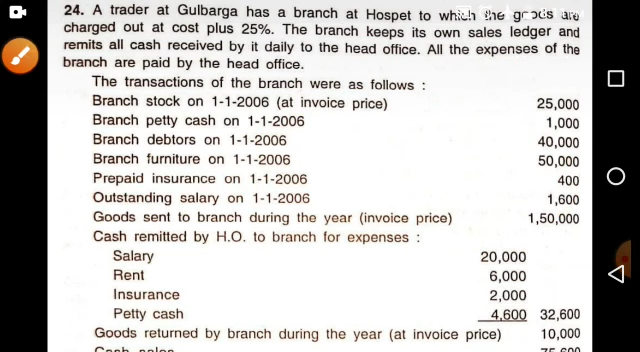 24. A trader at Gulbarga has a branch at Hospet to which the goods are
charged out at cost plus 25%. The branch keeps its own sales ledger and
remits all cash received by it daily to the head office. All the expenses of the
branch are paid by the head office.
The transactions of the branch were as follows :
Branch stock on 1-1-2006 (at invoice price) 25,000
Branch petty cash on 1-1-2006 1,000
Branch debtors on 1-1-2006 40,000
Branch furniture on 1-1-2006 50,000
Prepaid insurance on 1-1-2006 400
Outstanding salary on 1-1-2006 1,600
Goods sent to branch during the year (invoice price) 1,50,000
Cash remitted by H.O. to branch for expenses :
Salary 20,000
Rent 6,000
Insurance 2,000
Petty cash 4,600 32,600
Goods returned by branch during the year (at invoice price) 10,000
Cash sales